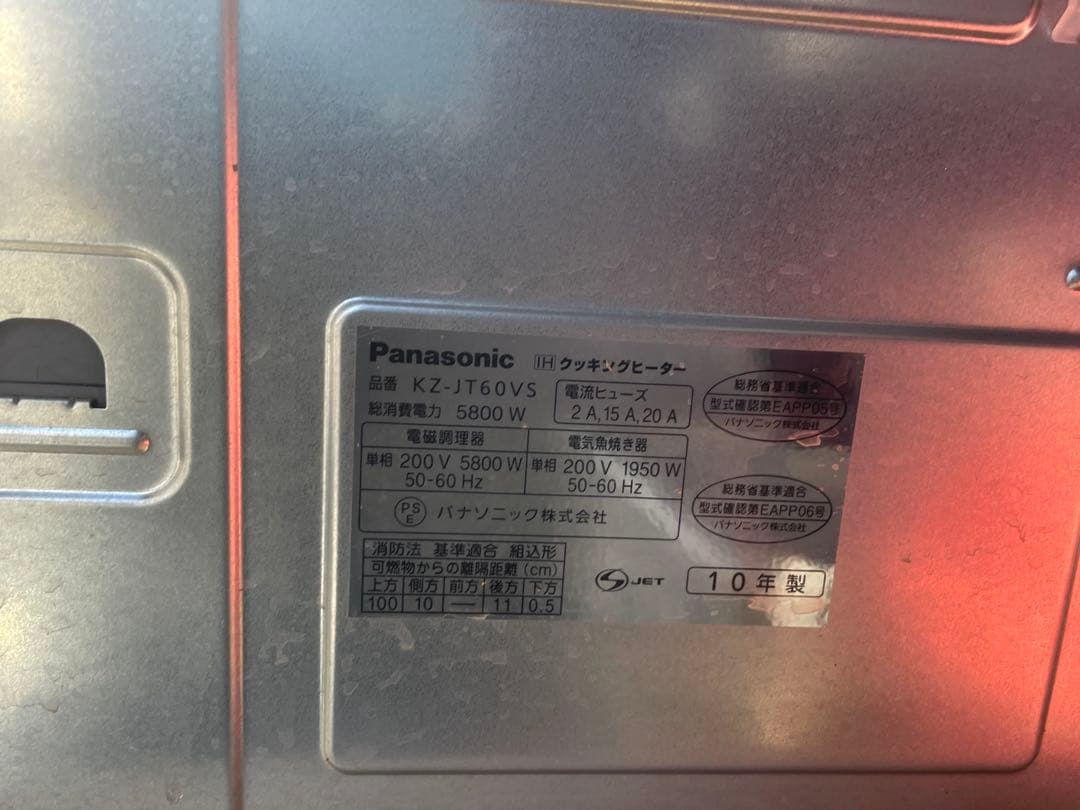 Panasonic IH クッキングヒーター
品番 KZ-JT60VS
総消費電力 5800 W
電流ヒューズ
2 A, 15 A, 20 A
電磁調理器
単相 200 V 5800 W
50-60 Hz
電気魚焼き器
単相 200 V 1950 W
50-60 Hz
PSE パナソニック株式会社
総務省基準適合
型式確認第EAPP05号
パナソニック株式会社
総務省基準適合
型式確認第EAPP06号
パナソニック株式会社
消防法 基準適合 組込形
可燃物からの離隔距離 (cm)
上方 側方 前方 後方 下方
100 10 — 11 0.5
S JET
10年製